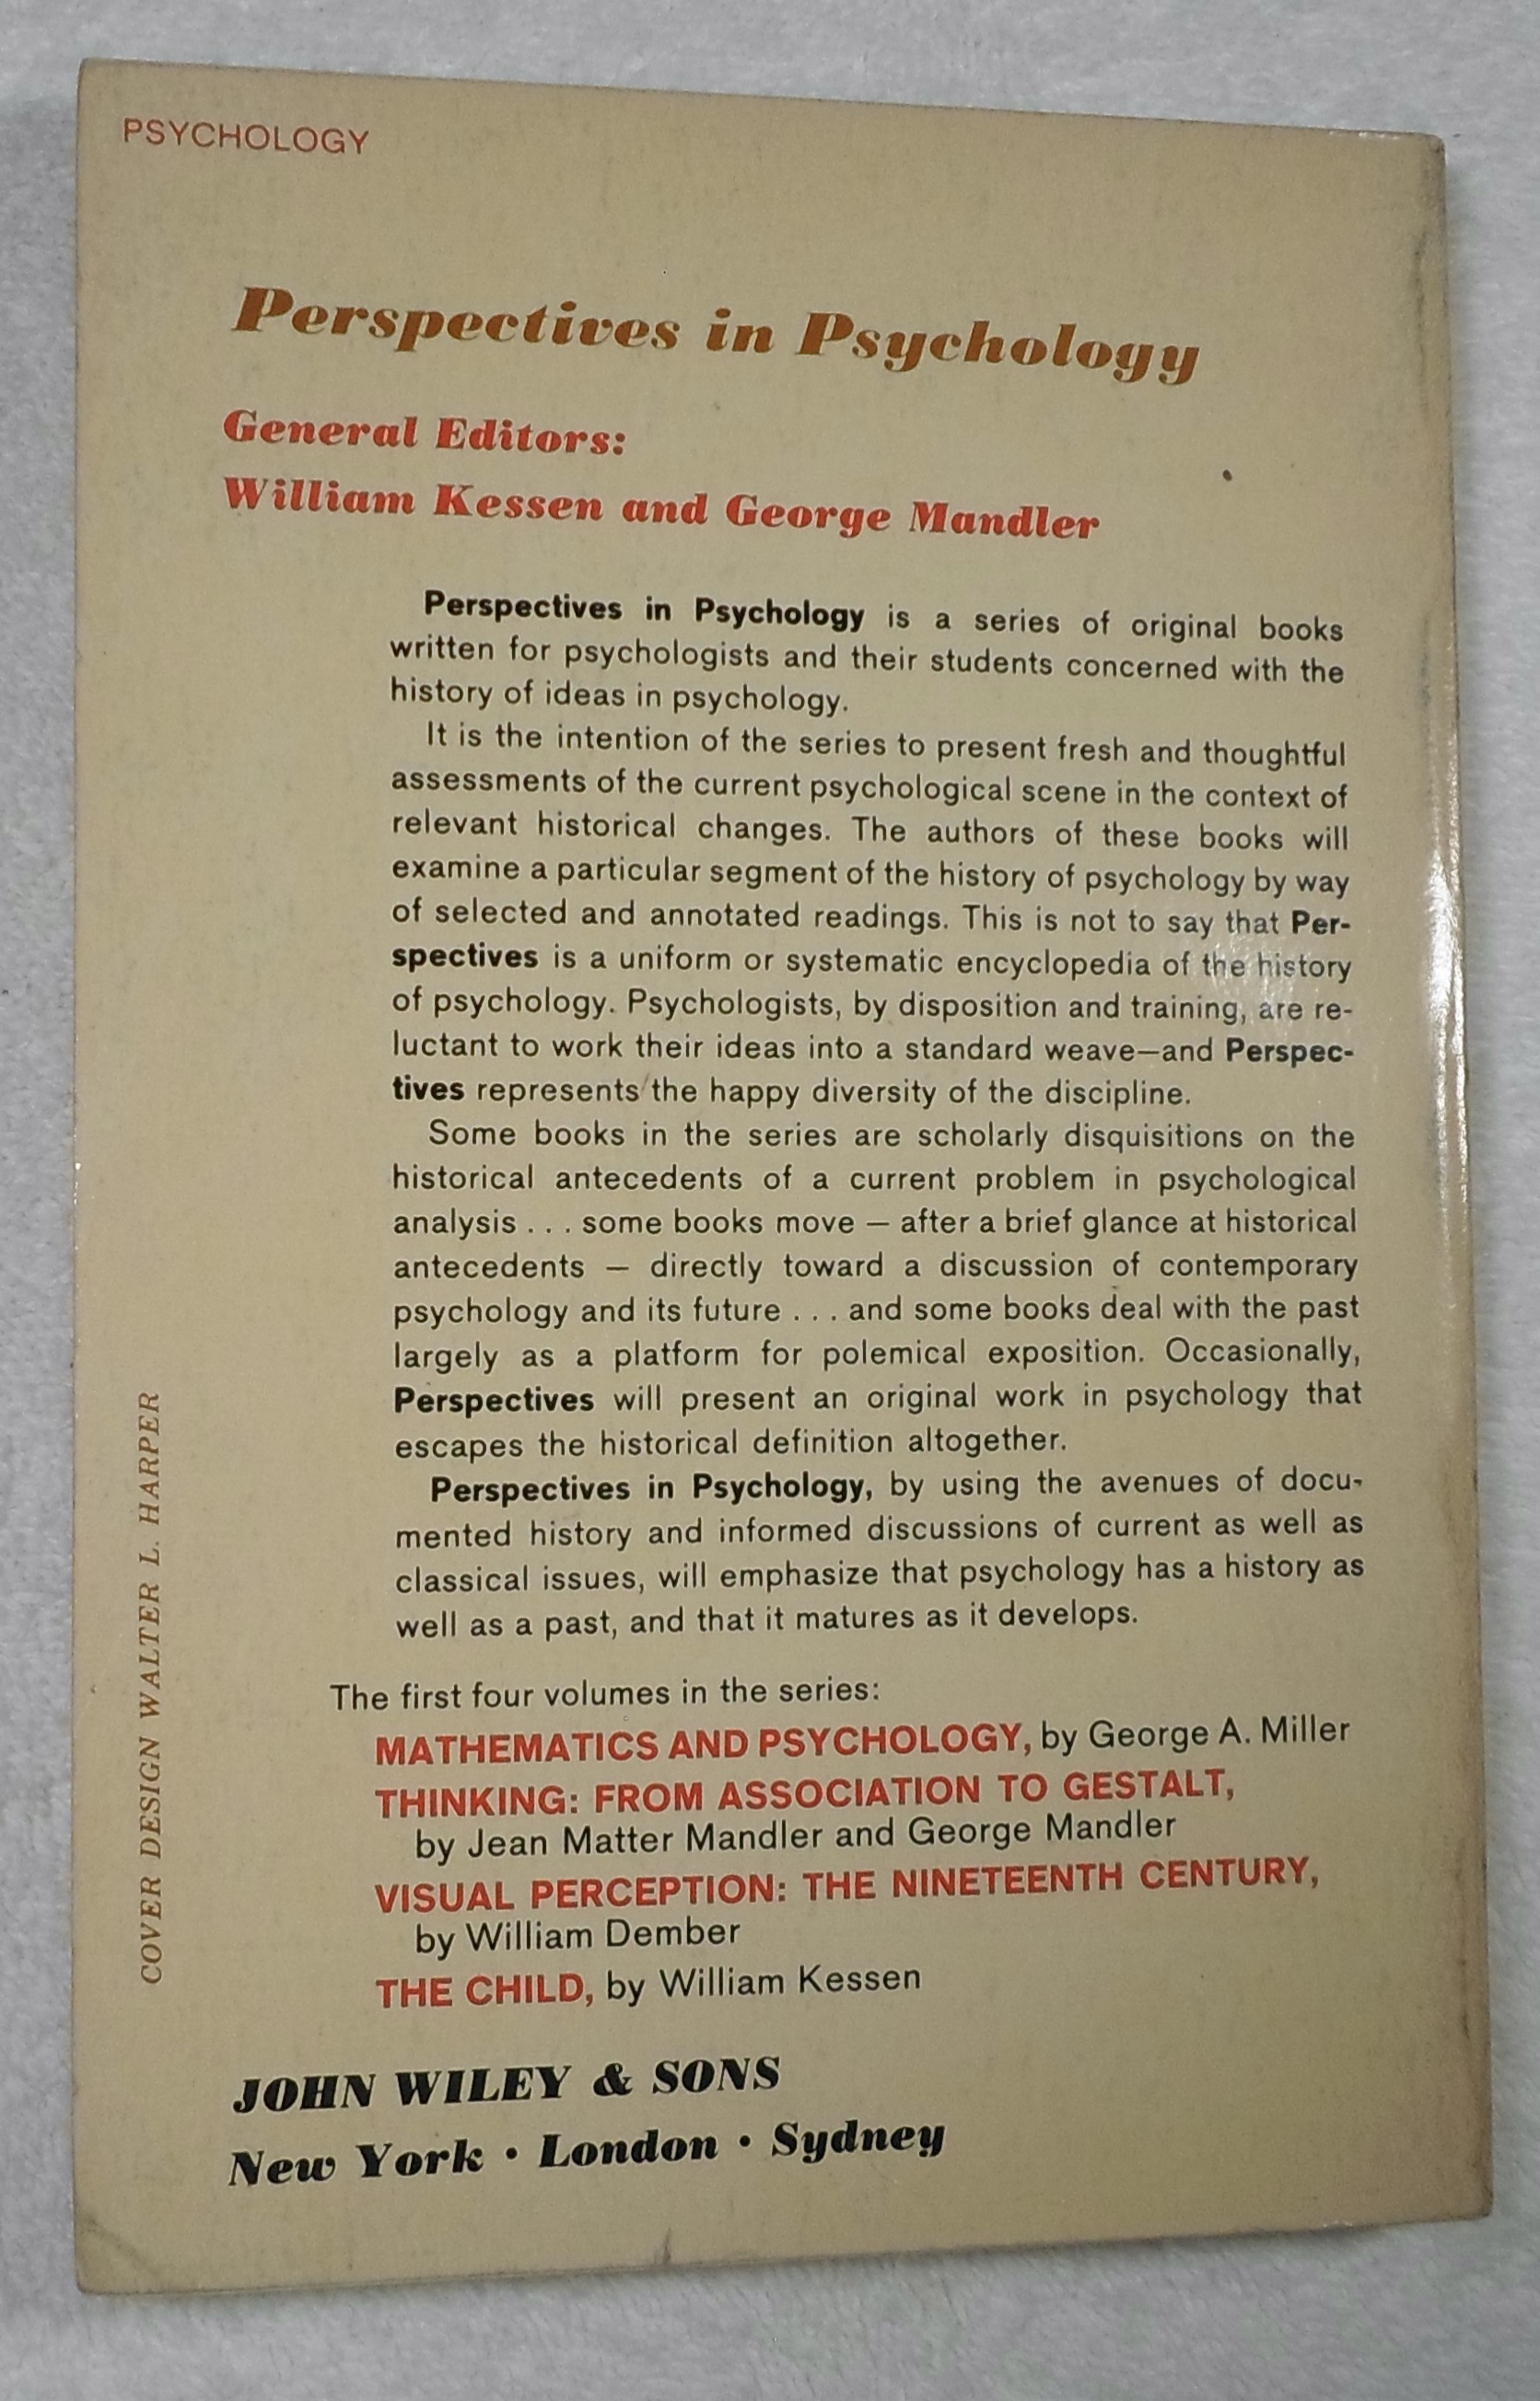 PSYCHOLOGY
Perspectives in Psychology
General Editors:
William Kessen and George Mandler
Perspectives in Psychology is a series of original books
written for psychologists and their students concerned with the
history of ideas in psychology.
It is the intention of the series to present fresh and thoughtful
assessments of the current psychological scene in the context of
relevant historical changes. The authors of these books will
examine a particular segment of the history of psychology by way
of selected and annotated readings. This is not to say that Per-
spectives is a uniform or systematic encyclopedia of the history
of psychology. Psychologists, by disposition and training, are re-
luctant to work their ideas into a standard weave—and Perspec-
tives represents the happy diversity of the discipline.
Some books in the series are scholarly disquisitions on the
historical antecedents of a current problem in psychological
analysis . . . some books move — after a brief glance at historical
antecedents — directly toward a discussion of contemporary
psychology and its future . . . and some books deal with the past
largely as a platform for polemical exposition. Occasionally,
Perspectives will present an original work in psychology that
escapes the historical definition altogether.
Perspectives in Psychology, by using the avenues of docu-
mented history and informed discussions of current as well as
classical issues, will emphasize that psychology has a history as
well as a past, and that it matures as it develops.
The first four volumes in the series:
MATHEMATICS AND PSYCHOLOGY, by George A. Miller
THINKING: FROM ASSOCIATION TO GESTALT,
by Jean Matter Mandler and George Mandler
VISUAL PERCEPTION: THE NINETEENTH CENTURY,
by William Dember
THE CHILD, by William Kessen
JOHN WILEY & SONS
New York • London • Sydney
COVER DESIGN WALTER L. HARPER